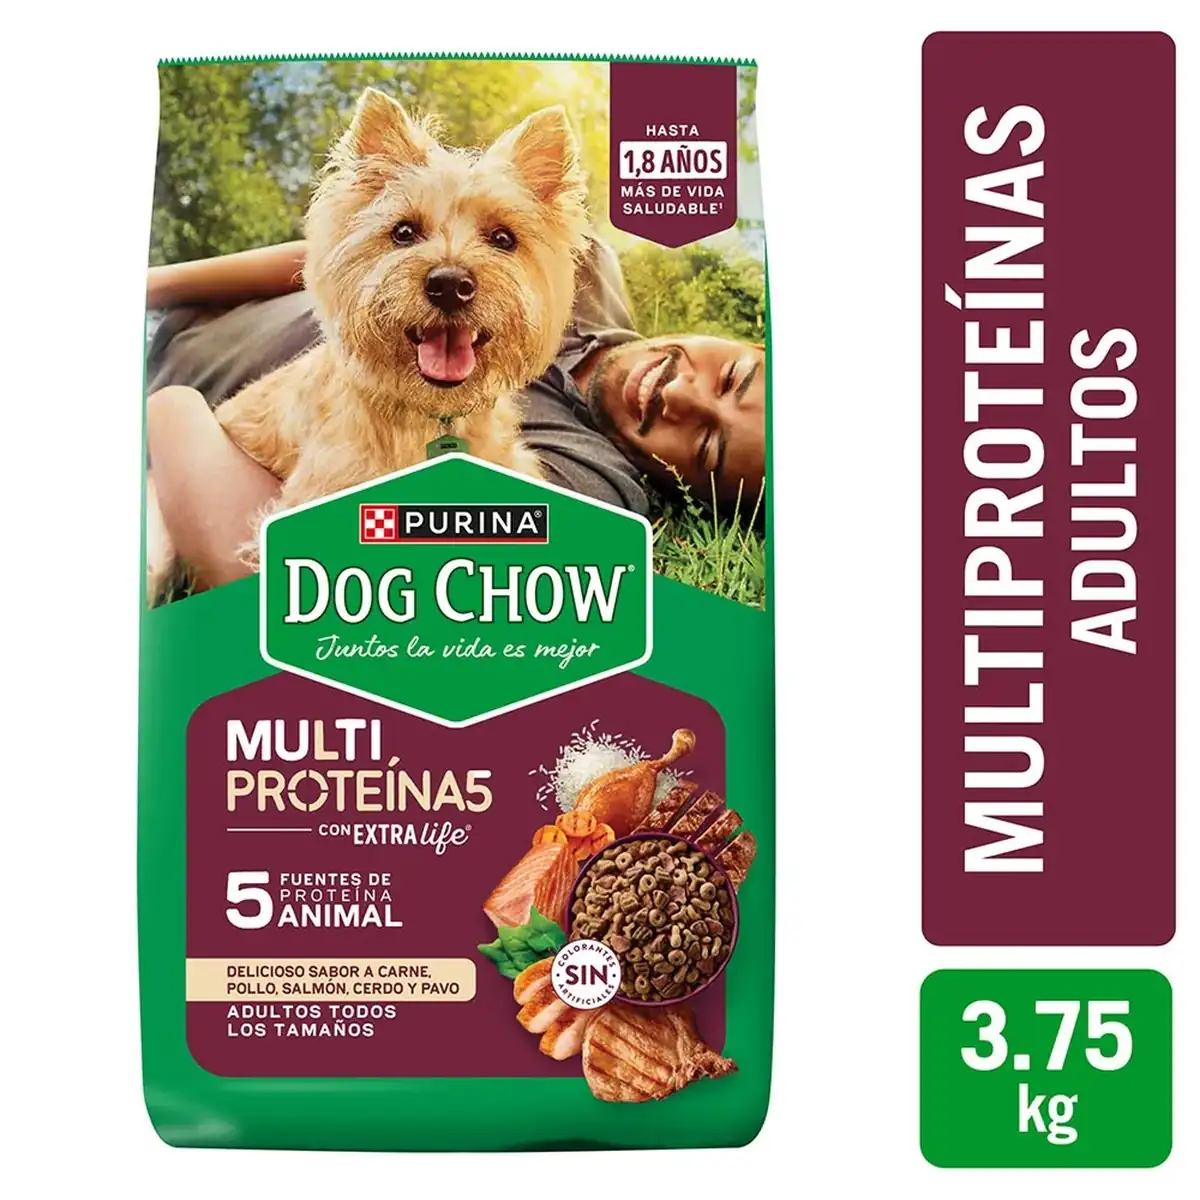 HASTA
1,8 AÑOS
MÁS DE VIDA
SALUDABLE¹
PURINA®
DOG CHOW®
Juntos la vida es mejor
MULTI
PROTEÍNAS
CON EXTRA life®
5 FUENTES DE
PROTEÍNA
ANIMAL
DELICIOSO SABOR A CARNE,
POLLO, SALMÓN, CERDO Y PAVO
ADULTOS TODOS
LOS TAMAÑOS
COLORANTES
SIN
ARTIFICIALES
MULTIPROTEÍNAS
ADULTOS
3.75
kg